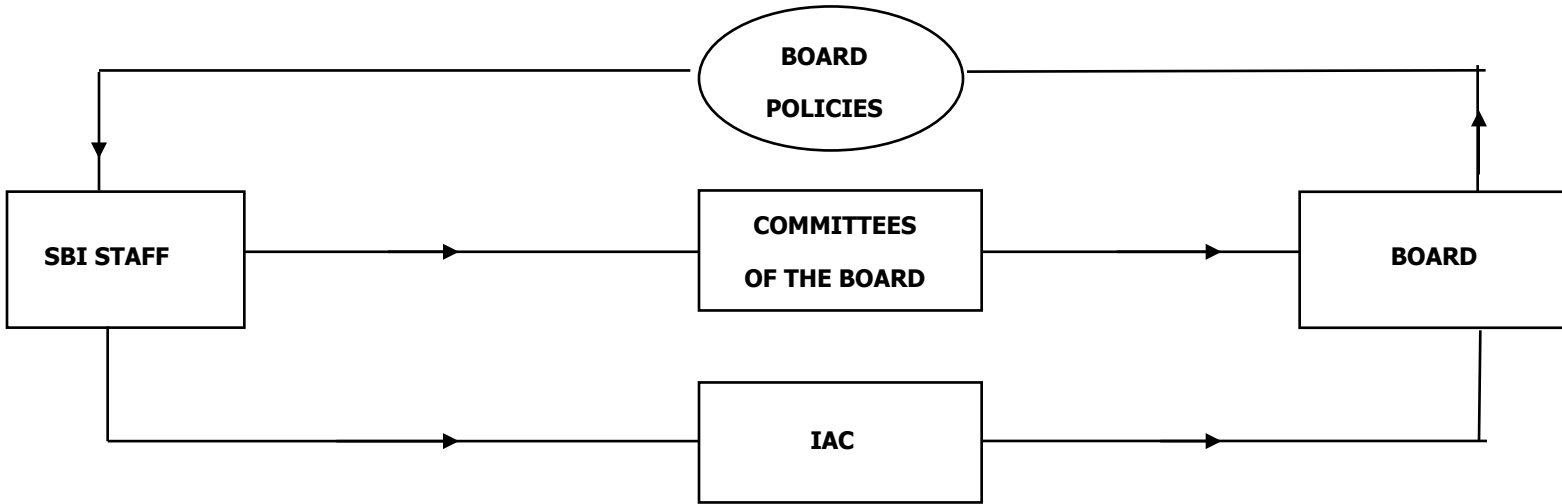 BOARD
POLICIES
SBI STAFF
COMMITTEES
OF THE BOARD
BOARD
IAC